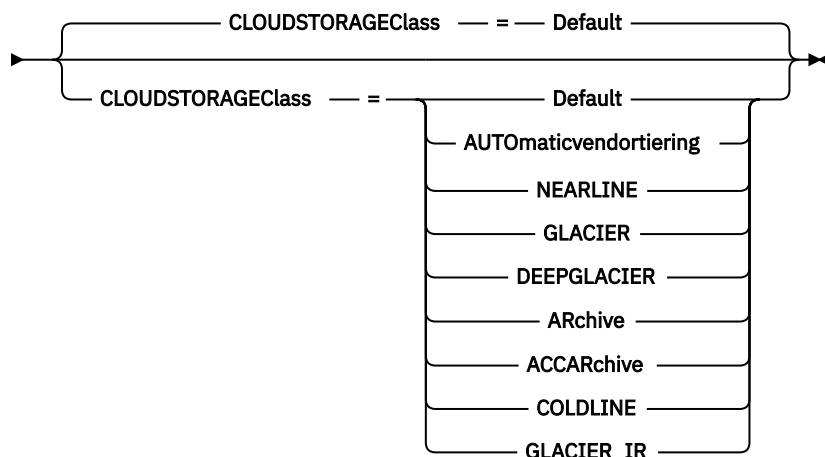 CLOUDSTORAGEClass = Default
CLOUDSTORAGEClass = Default
AUTOmaticvendortiering
NEARLINE
GLACIER
DEEPGLACIER
ARchive
ACCARchive
COLDLINE
GLACIER_IR